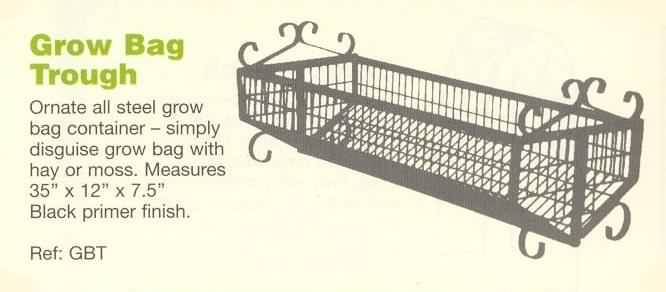 Grow Bag
Trough
Ornate all steel grow
bag container – simply
disguise grow bag with
hay or moss. Measures
35” x 12” x 7.5”
Black primer finish.
Ref: GBT